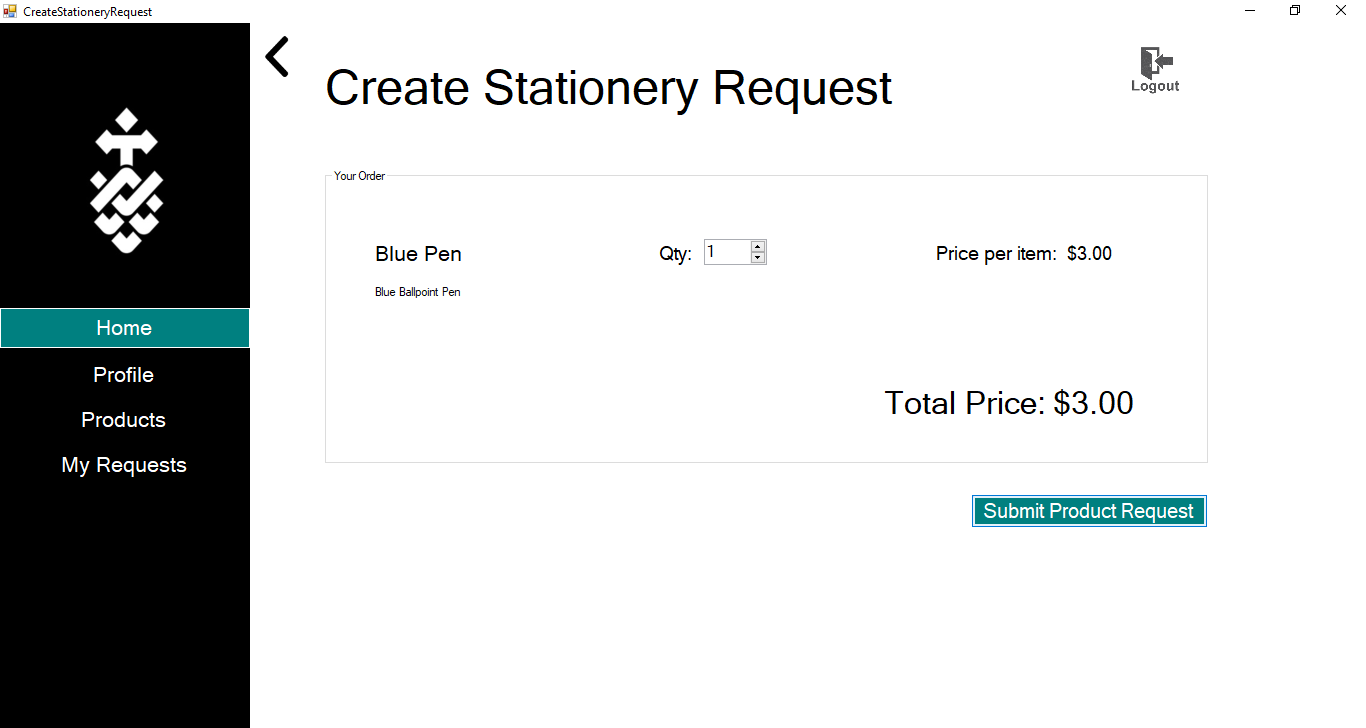 CreateStationeryRequest
Create Stationery Request
Logout
Your Order
Blue Pen Qty: 1 Price per item: $3.00
Blue Ballpoint Pen
Total Price: $3.00
Submit Product Request
Home
Profile
Products
My Requests